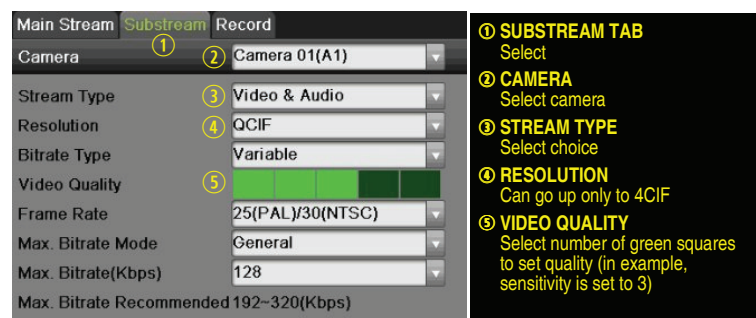 Main Stream Substream Record
①
Camera ② Camera 01(A1)
Stream Type ③ Video & Audio
Resolution ④ QCIF
Bitrate Type Variable
Video Quality ⑤
Frame Rate 25(PAL)/30(NTSC)
Max. Bitrate Mode General
Max. Bitrate(Kbps) 128
Max. Bitrate Recommended 192~320(Kbps)
① SUBSTREAM TAB
Select
② CAMERA
Select camera
③ STREAM TYPE
Select choice
④ RESOLUTION
Can go up only to 4CIF
⑤ VIDEO QUALITY
Select number of green squares
to set quality (in example,
sensitivity is set to 3)